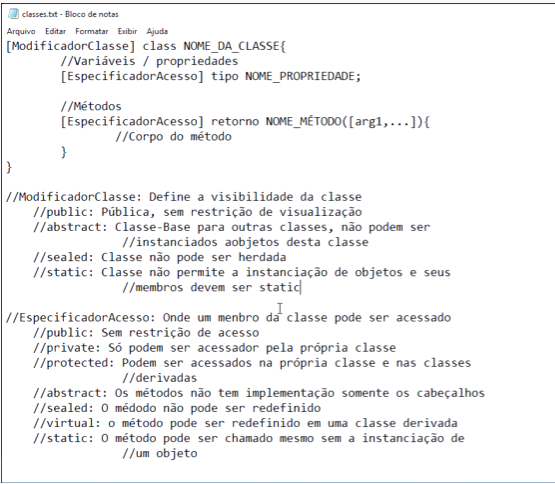 classes.txt - Bloco de notas
Arquivo Editar Formatar Exibir Ajuda
[ModificadorClasse] class NOME_DA_CLASSE{
//Variáveis / propriedades
[EspecificadorAcesso] tipo NOME_PROPRIEDADE;
//Métodos
[EspecificadorAcesso] retorno NOME_MÉTODO([arg1,...]){
//Corpo do método
}
}
//ModificadorClasse: Define a visibilidade da classe
//public: Pública, sem restrição de visualização
//abstract: Classe-Base para outras classes, não podem ser
//instanciados aobjetos desta classe
//sealed: Classe não pode ser herdada
//static: Classe não permite a instanciação de objetos e seus
//membros devem ser static
//EspecificadorAcesso: Onde um menbro da classe pode ser acessado
//public: Sem restrição de acesso
//private: Só podem ser acessador pela própria classe
//protected: Podem ser acessados na própria classe e nas classes
//derivadas
//abstract: Os métodos não tem implementação somente os cabeçalhos
//sealed: O médodo não pode ser redefinido
//virtual: o método pode ser redefinido em uma classe derivada
//static: O método pode ser chamado mesmo sem a instanciação de
//um objeto